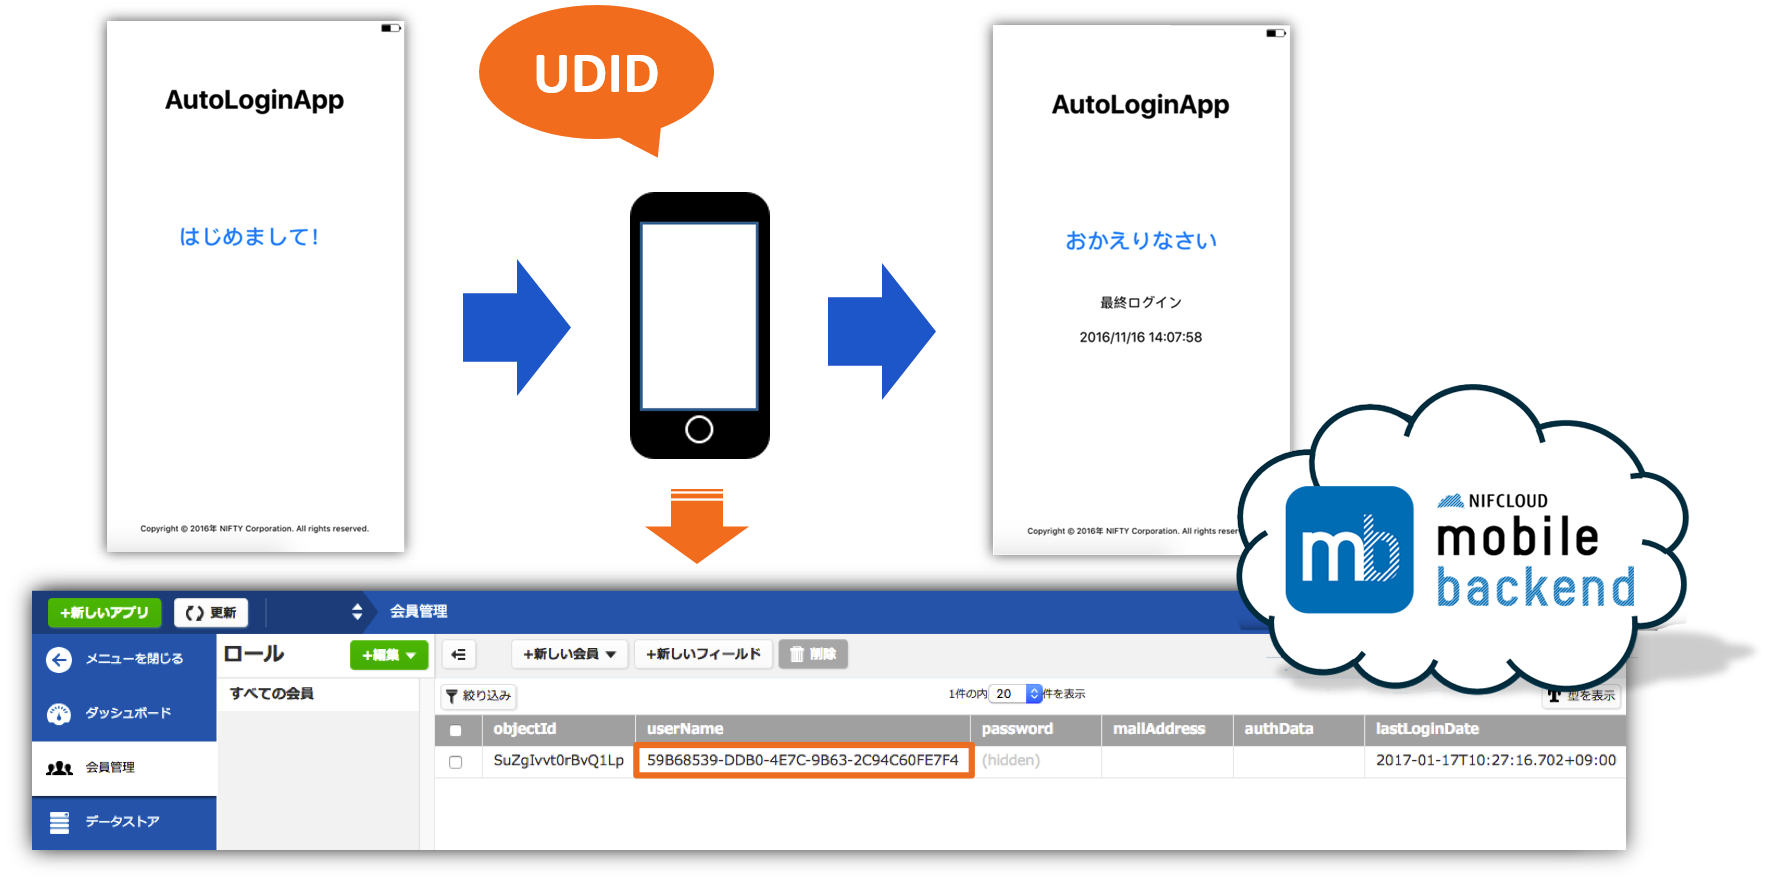 UDID
AutoLoginApp
はじめまして!
Copyright © 2016年 NIFTY Corporation. All rights reserved.
AutoLoginApp
おかえりなさい
最終ログイン
2016/11/16 14:07:58
Copyright © 2016年 NIFTY Corporation. All rights reser
mb
NIFCLOUD
mobile
backend
+新しいアプリ
更新
会員管理
メニューを閉じる
ダッシュボード
会員管理
データストア
ロール
+編集
すべての会員
+新しい会員
+新しいフィールド
削除
絞り込み
1件の内 20 件を表示
型を表示
objectId userName password mailAddress authData lastLoginDate
SuZgIvvt0rBvQ1Lp 59B68539-DDB0-4E7C-9B63-2C94C60FE7F4 (hidden) 2017-01-17T10:27:16.702+09:00